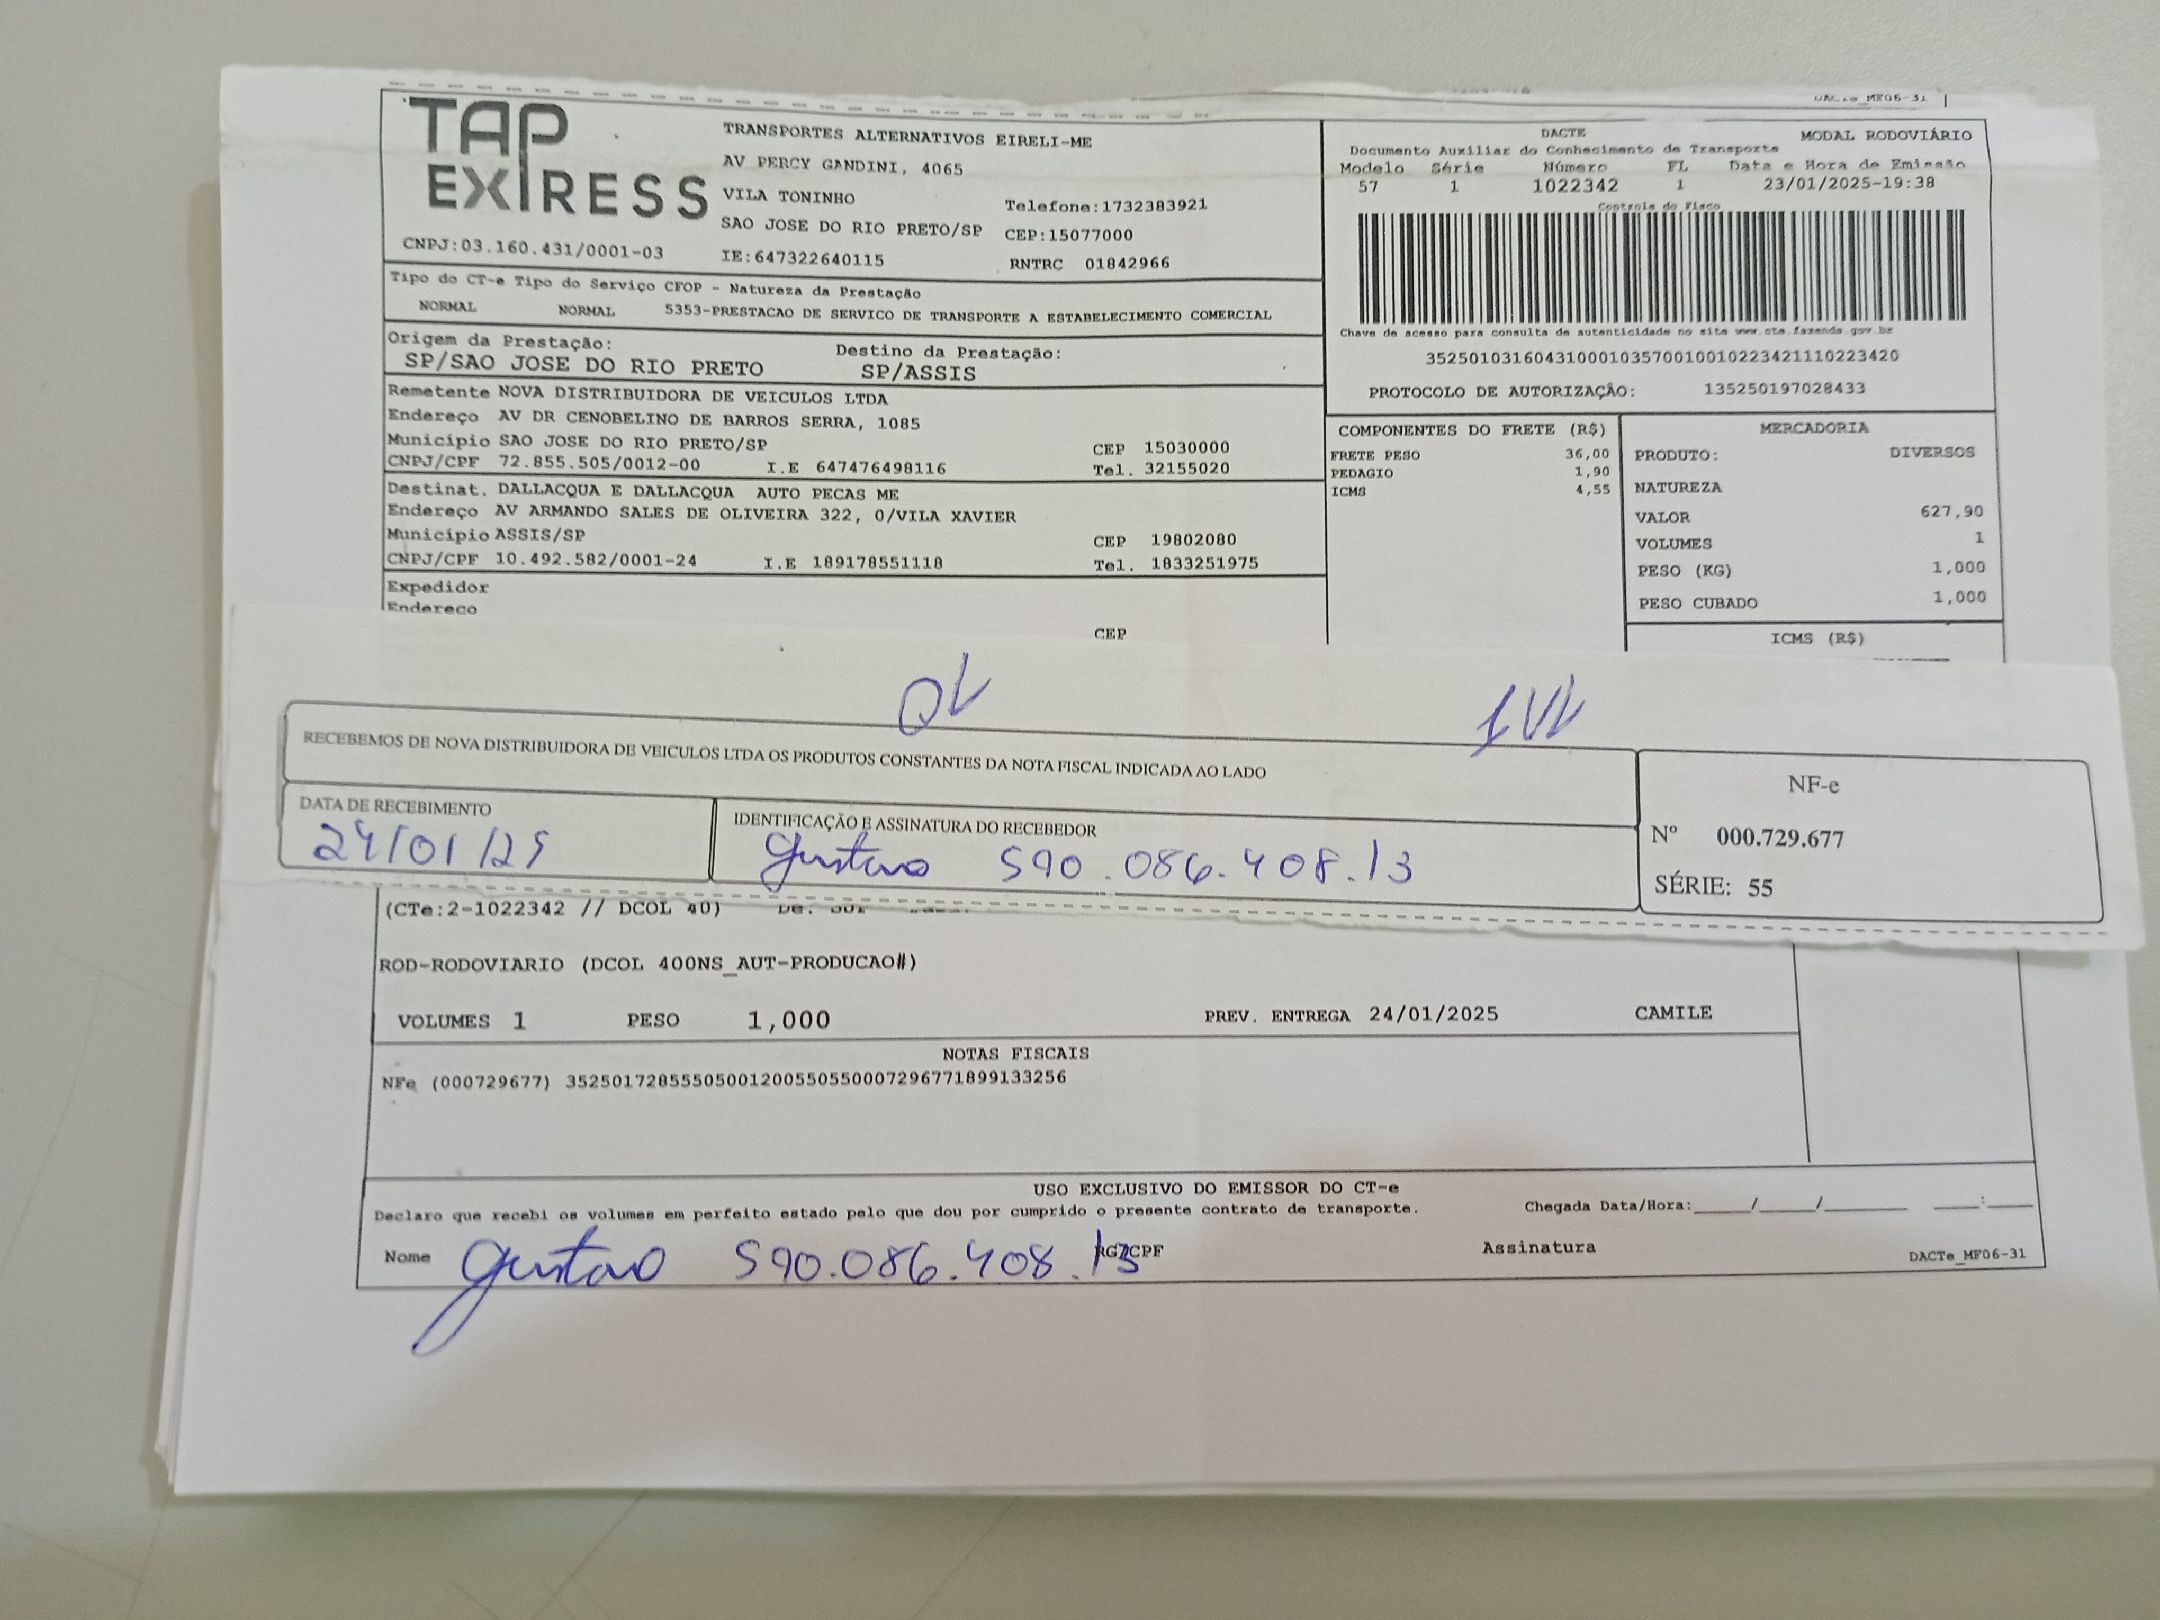 DACTe_MF06-31
TAP
EXPRESS
CNPJ:03.160.431/0001-03
TRANSPORTES ALTERNATIVOS EIRELI-ME
AV PERCY GANDINI, 4065
VILA TONINHO
Telefone:1732383921
SAO JOSE DO RIO PRETO/SP CEP:15077000
IE:647322640115 RNTRC 01842966
DACTE MODAL RODOVIÁRIO
Documento Auxiliar do Conhecimento de Transporte
Modelo Série Número FL Data e Hora de Emissão
57 1 1022342 1 23/01/2025-19:38
Controle do Fisco
Chave de acesso para consulta de autenticidade no site www.cte.fazenda.gov.br
35250103160431000103570010010223421110223420
PROTOCOLO DE AUTORIZAÇÃO: 135250197028433
Tipo do CT-e Tipo do Serviço CFOP - Natureza da Prestação
NORMAL NORMAL 5353-PRESTACAO DE SERVICO DE TRANSPORTE A ESTABELECIMENTO COMERCIAL
Origem da Prestação: Destino da Prestação:
SP/SAO JOSE DO RIO PRETO SP/ASSIS
Remetente NOVA DISTRIBUIDORA DE VEICULOS LTDA
Endereço AV DR CENOBELINO DE BARROS SERRA, 1085
Município SAO JOSE DO RIO PRETO/SP CEP 15030000
CNPJ/CPF 72.855.505/0012-00 I.E 647476498116 Tel. 32155020
Destinat. DALLACQUA E DALLACQUA AUTO PECAS ME
Endereço AV ARMANDO SALES DE OLIVEIRA 322, 0/VILA XAVIER
Município ASSIS/SP CEP 19802080
CNPJ/CPF 10.492.582/0001-24 I.E 189178551118 Tel. 1833251975
Expedidor
Endereço
CEP
COMPONENTES DO FRETE (R$)
FRETE PESO 36,00
PEDAGIO 1,90
ICMS 4,55
MERCADORIA
PRODUTO: DIVERSOS
NATUREZA
VALOR 627,90
VOLUMES 1
PESO (KG) 1,000
PESO CUBADO 1,000
ICMS (R$)
RECEBEMOS DE NOVA DISTRIBUIDORA DE VEICULOS LTDA OS PRODUTOS CONSTANTES DA NOTA FISCAL INDICADA AO LADO
DATA DE RECEBIMENTO
24/01/25
IDENTIFICAÇÃO E ASSINATURA DO RECEBEDOR
Gustavo 590.086.408.13
NF-e
Nº 000.729.677
SÉRIE: 55
(CTe:2-1022342 // DCOL 40)
ROD-RODOVIARIO (DCOL 400NS_AUT-PRODUCAO#)
VOLUMES 1 PESO 1,000 PREV. ENTREGA 24/01/2025 CAMILE
NOTAS FISCAIS
NFe (000729677) 35250172855505001200550550007296771899133256
USO EXCLUSIVO DO EMISSOR DO CT-e
Declaro que recebi os volumes em perfeito estado pelo que dou por cumprido o presente contrato de transporte. Chegada Data/Hora:_____/_____/_______ ____:____
Nome Gustavo 590.086.408.13 RG/CPF Assinatura DACTe_MF06-31